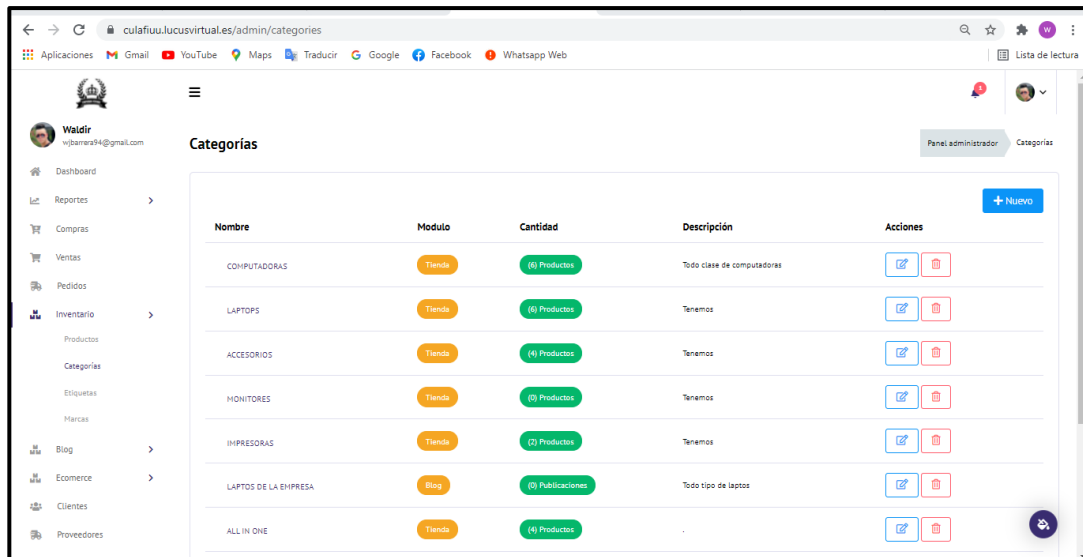 culafiuu.lucusvirtual.es/admin/categories
W
Aplicaciones Gmail YouTube Maps Traducir Google Facebook Whatsapp Web Lista de lectura
Waldir
wjbarrera94@gmail.com
Categorías
Panel administrador Categorías
Dashboard
Reportes
Compras
Ventas
Pedidos
Inventario
Productos
Categorías
Etiquetas
Marcas
Blog
Ecomerce
Clientes
Proveedores
+ Nuevo
Nombre Modulo Cantidad Descripción Acciones
COMPUTADORAS Tienda (6) Productos Todo clase de computadoras
LAPTOPS Tienda (6) Productos Tenemos
ACCESORIOS Tienda (4) Productos Tenemos
MONITORES Tienda (0) Productos Tenemos
IMPRESORAS Tienda (2) Productos Tenemos
LAPTOS DE LA EMPRESA Blog (0) Publicaciones Todo tipo de laptos
ALL IN ONE Tienda (4) Productos .